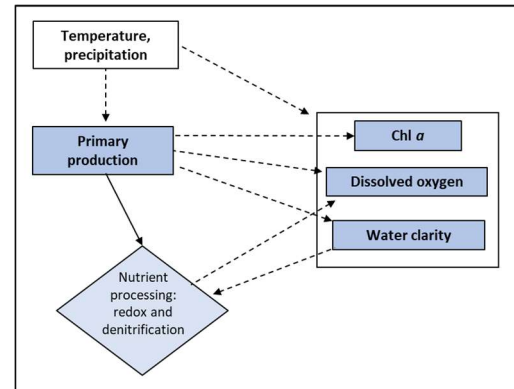 Temperature,
precipitation
Primary
production
Chl a
Dissolved oxygen
Water clarity
Nutrient
processing:
redox and
denitrification